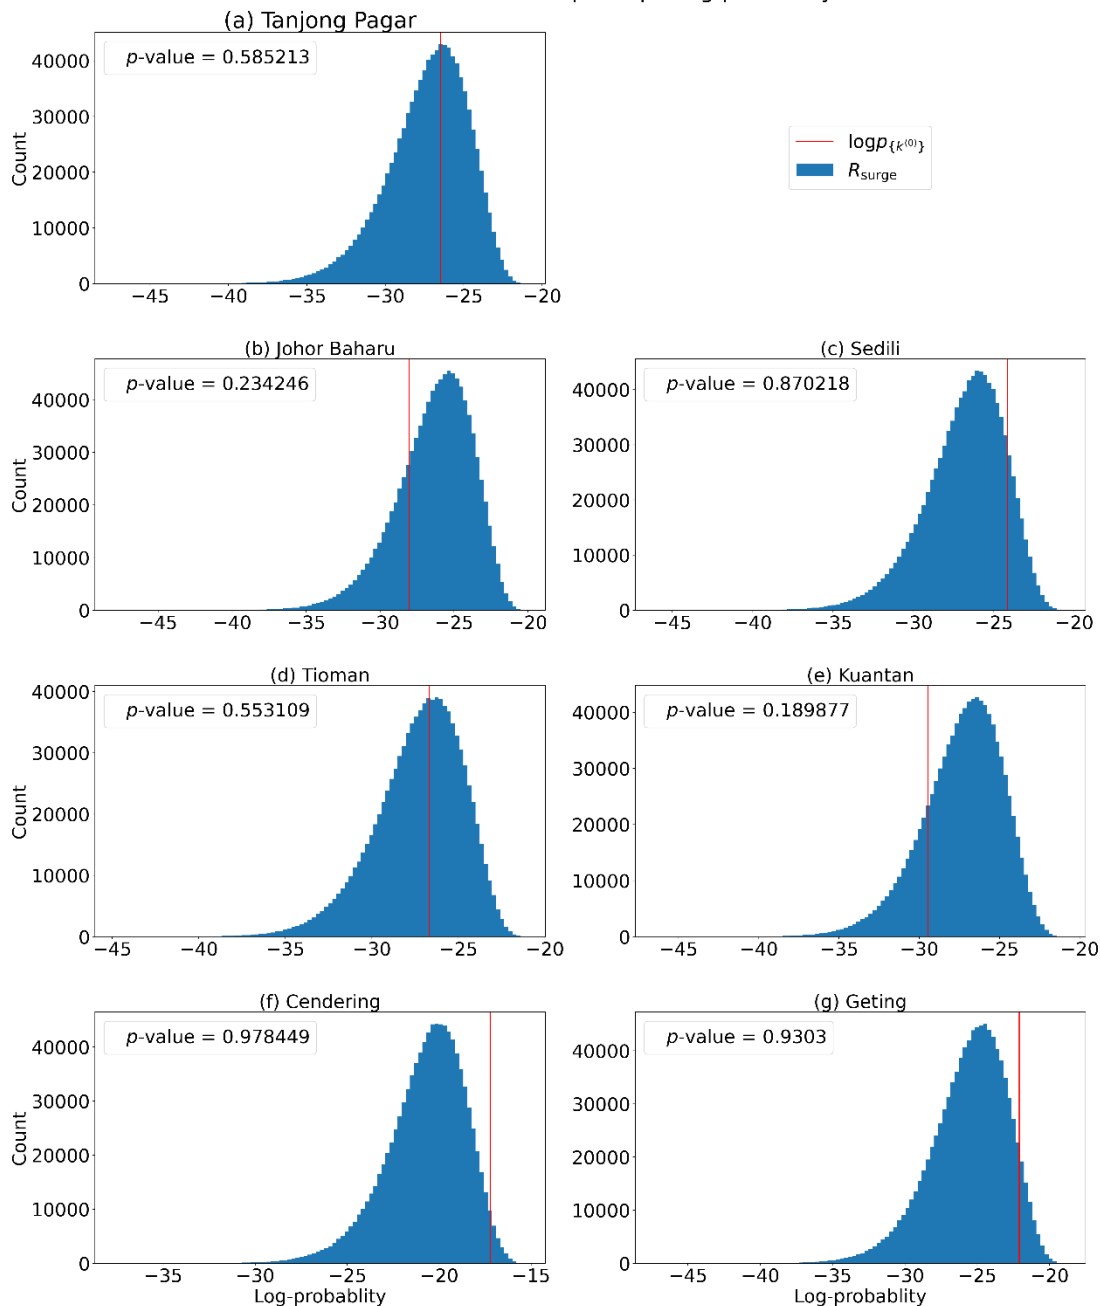 (a) Tanjong Pagar
p-value = 0.585213
Count
40000
30000
20000
10000
0
−45 −40 −35 −30 −25 −20
logp{k(0)}
Rsurge
(b) Johor Baharu
p-value = 0.234246
Count
40000
30000
20000
10000
0
−45 −40 −35 −30 −25 −20
(c) Sedili
p-value = 0.870218
40000
30000
20000
10000
0
−45 −40 −35 −30 −25 −20
(d) Tioman
p-value = 0.553109
Count
40000
30000
20000
10000
0
−45 −40 −35 −30 −25 −20
(e) Kuantan
p-value = 0.189877
40000
30000
20000
10000
0
−45 −40 −35 −30 −25 −20
(f) Cendering
p-value = 0.978449
Count
40000
30000
20000
10000
0
−35 −30 −25 −20 −15
Log-probablity
(g) Geting
p-value = 0.9303
40000
30000
20000
10000
0
−45 −40 −35 −30 −25 −20
Log-probablity